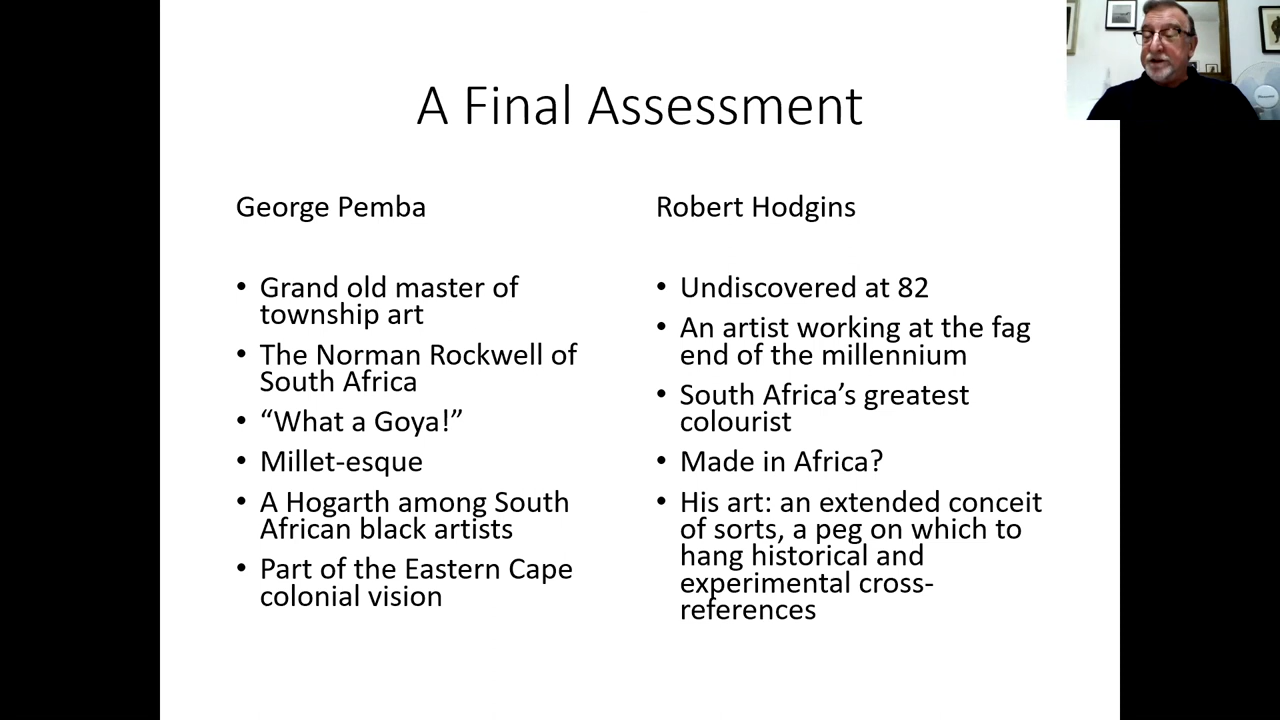 A Final Assessment
George Pemba
• Grand old master of
township art
• The Norman Rockwell of
South Africa
• “What a Goya!”
• Millet-esque
• A Hogarth among South
African black artists
• Part of the Eastern Cape
colonial vision
Robert Hodgins
• Undiscovered at 82
• An artist working at the fag
end of the millennium
• South Africa’s greatest
colourist
• Made in Africa?
• His art: an extended conceit
of sorts, a peg on which to
hang historical and
experimental cross-
references